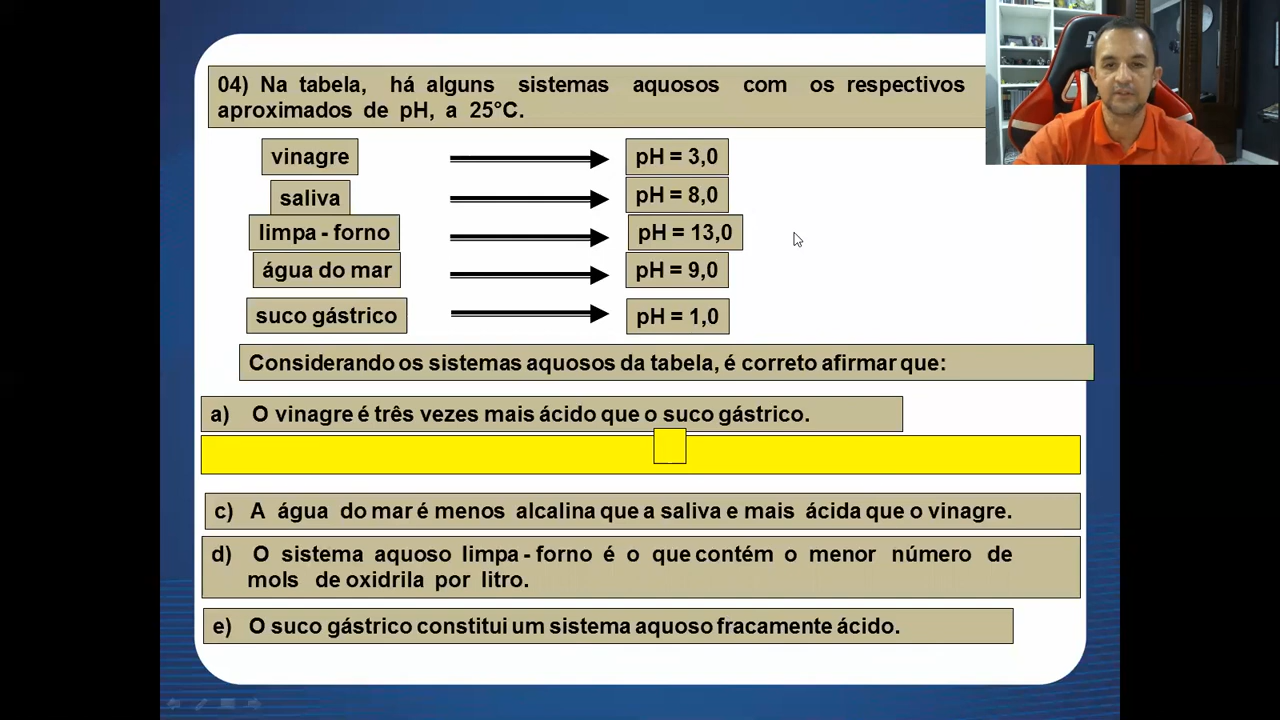 04) Na tabela, há alguns sistemas aquosos com os respectivos
aproximados de pH, a 25°C.
vinagre pH = 3,0
saliva pH = 8,0
limpa - forno pH = 13,0
água do mar pH = 9,0
suco gástrico pH = 1,0
Considerando os sistemas aquosos da tabela, é correto afirmar que:
a) O vinagre é três vezes mais ácido que o suco gástrico.
c) A água do mar é menos alcalina que a saliva e mais ácida que o vinagre.
d) O sistema aquoso limpa - forno é o que contém o menor número de
mols de oxidrila por litro.
e) O suco gástrico constitui um sistema aquoso fracamente ácido.